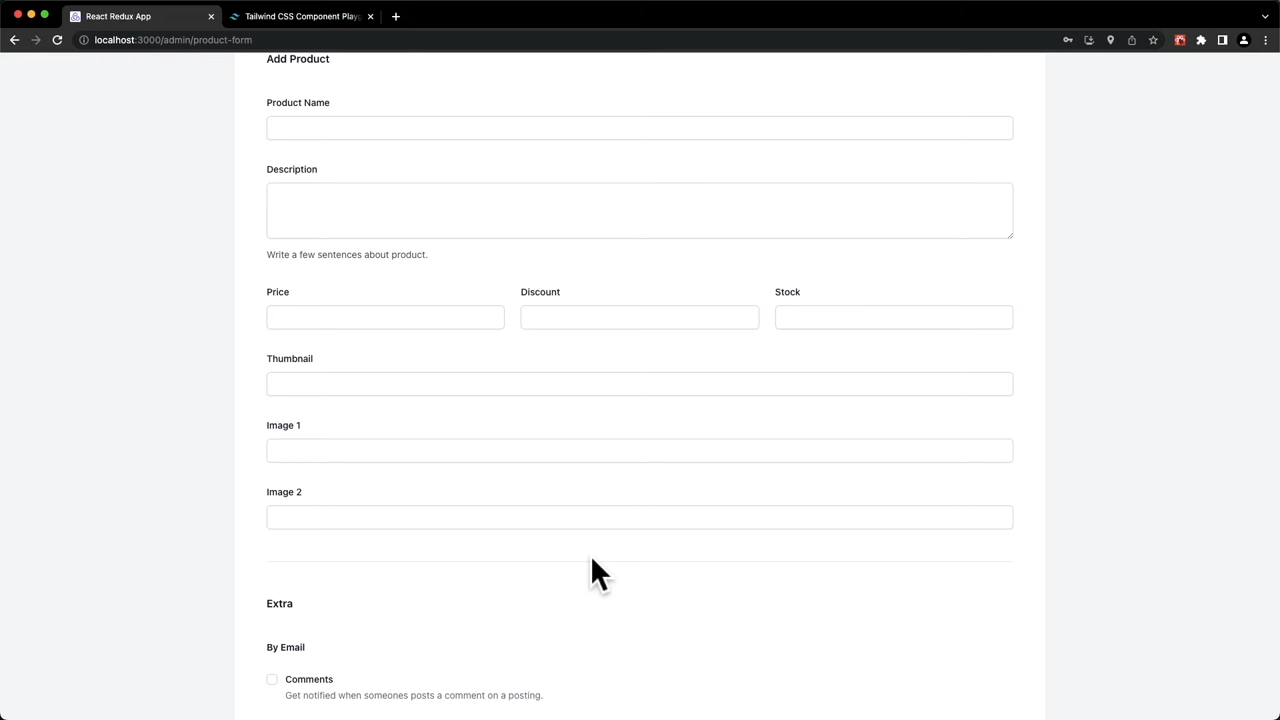 React Redux App
Tailwind CSS Component Playg
localhost:3000/admin/product-form
Add Product
Product Name
Description
Write a few sentences about product.
Price Discount Stock
Thumbnail
Image 1
Image 2
Extra
By Email
Comments
Get notified when someones posts a comment on a posting.